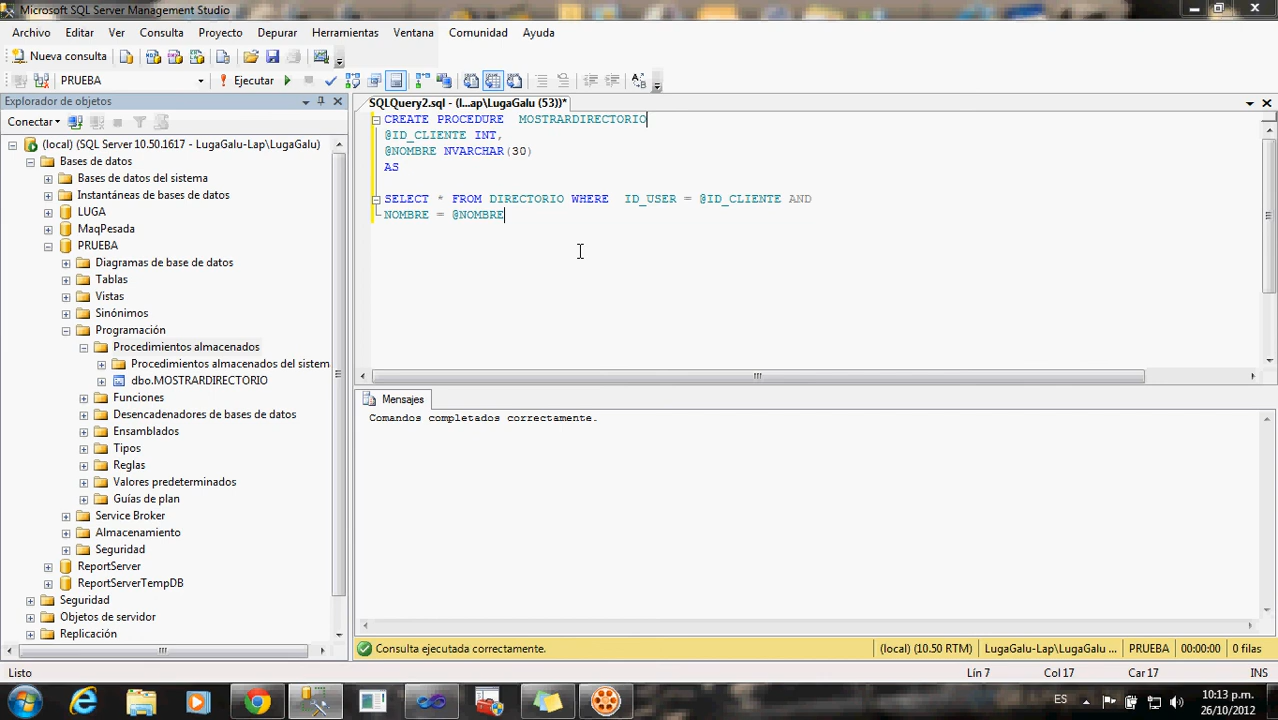 Microsoft SQL Server Management Studio
Archivo Editar Ver Consulta Proyecto Depurar Herramientas Ventana Comunidad Ayuda
Nueva consulta
PRUEBA Ejecutar
Explorador de objetos
SQLQuery2.sql - (l...ap\LugaGalu (53))*
Conectar
(local) (SQL Server 10.50.1617 - LugaGalu-Lap\LugaGalu)
Bases de datos
Bases de datos del sistema
Instantáneas de bases de datos
LUGA
MaqPesada
PRUEBA
Diagramas de base de datos
Tablas
Vistas
Sinónimos
Programación
Procedimientos almacenados
Procedimientos almacenados del sistem
dbo.MOSTRARDIRECTORIO
Funciones
Desencadenadores de bases de datos
Ensamblados
Tipos
Reglas
Valores predeterminados
Guías de plan
Service Broker
Almacenamiento
Seguridad
ReportServer
ReportServerTempDB
Seguridad
Objetos de servidor
Replicación
CREATE PROCEDURE MOSTRARDIRECTORIO
@ID_CLIENTE INT,
@NOMBRE NVARCHAR(30)
AS
SELECT * FROM DIRECTORIO WHERE ID_USER = @ID_CLIENTE AND
NOMBRE = @NOMBRE
Mensajes
Comandos completados correctamente.
Consulta ejecutada correctamente. (local) (10.50 RTM) LugaGalu-Lap\LugaGalu ... PRUEBA 00:00:00 0 filas
Listo Lín 7 Col 17 Car 17 INS
ES 10:13 p.m.
26/10/2012